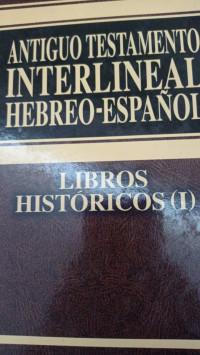 ANTIGUO TESTAMENTO
INTERLINEAL
HEBREO-ESPAÑOL
LIBROS
HISTÓRICOS (I)